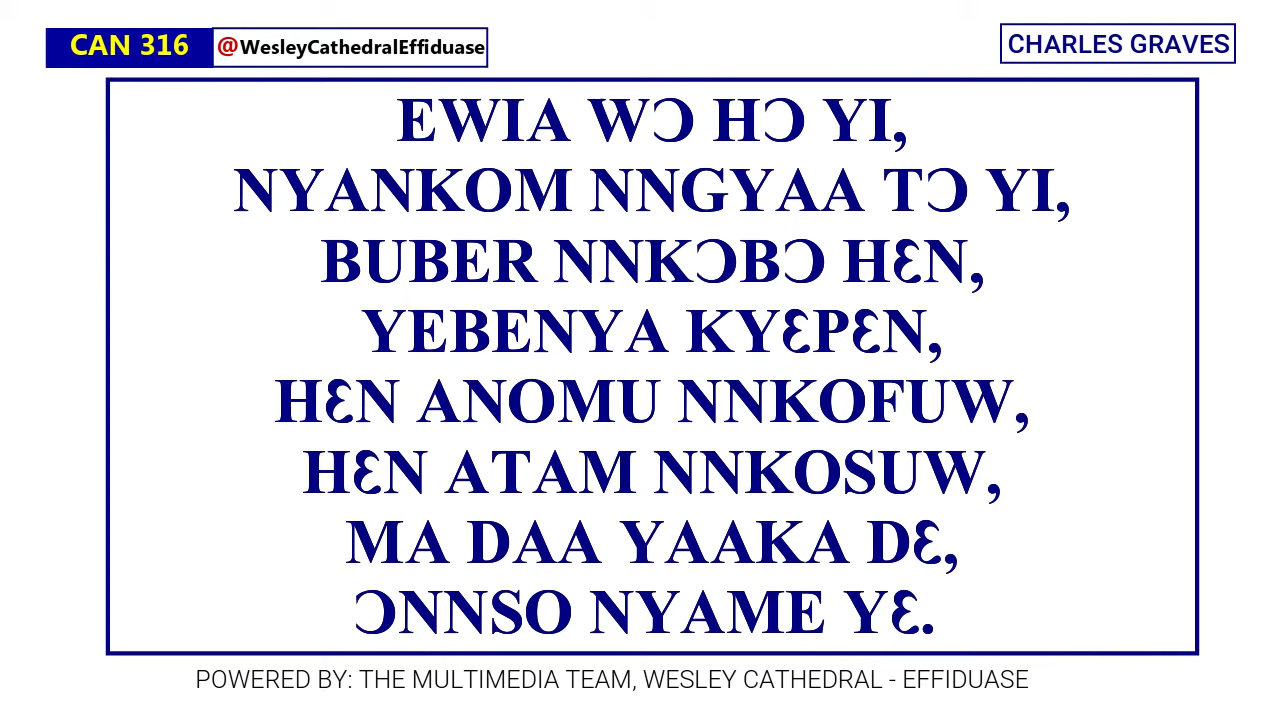 CAN 316
@WesleyCathedralEffiduase
CHARLES GRAVES
EWIA WƆ HƆ YI,
NYANKOM NNGYAA TƆ YI,
BUBER NNKƆBƆ HƐN,
YEBENYA KYƐPƐN,
HƐN ANOMU NNKOFUW,
HƐN ATAM NNKOSUW,
MA DAA YAAKA DƐ,
ƆNNSO NYAME YƐ.
POWERED BY: THE MULTIMEDIA TEAM, WESLEY CATHEDRAL - EFFIDUASE